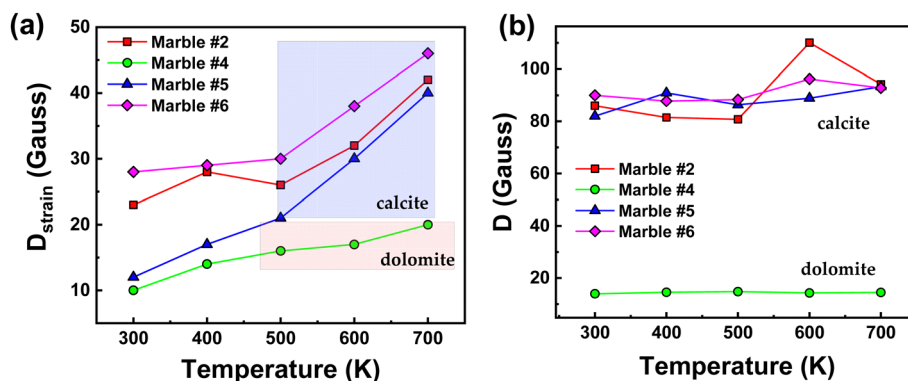 (a)
50
40
30
20
10
D_strain (Gauss)
Marble #2
Marble #4
Marble #5
Marble #6
calcite
dolomite
300 400 500 600 700
Temperature (K)
(b)
100
80
60
40
20
D (Gauss)
calcite
Marble #2
Marble #4
Marble #5
Marble #6
dolomite
300 400 500 600 700
Temperature (K)